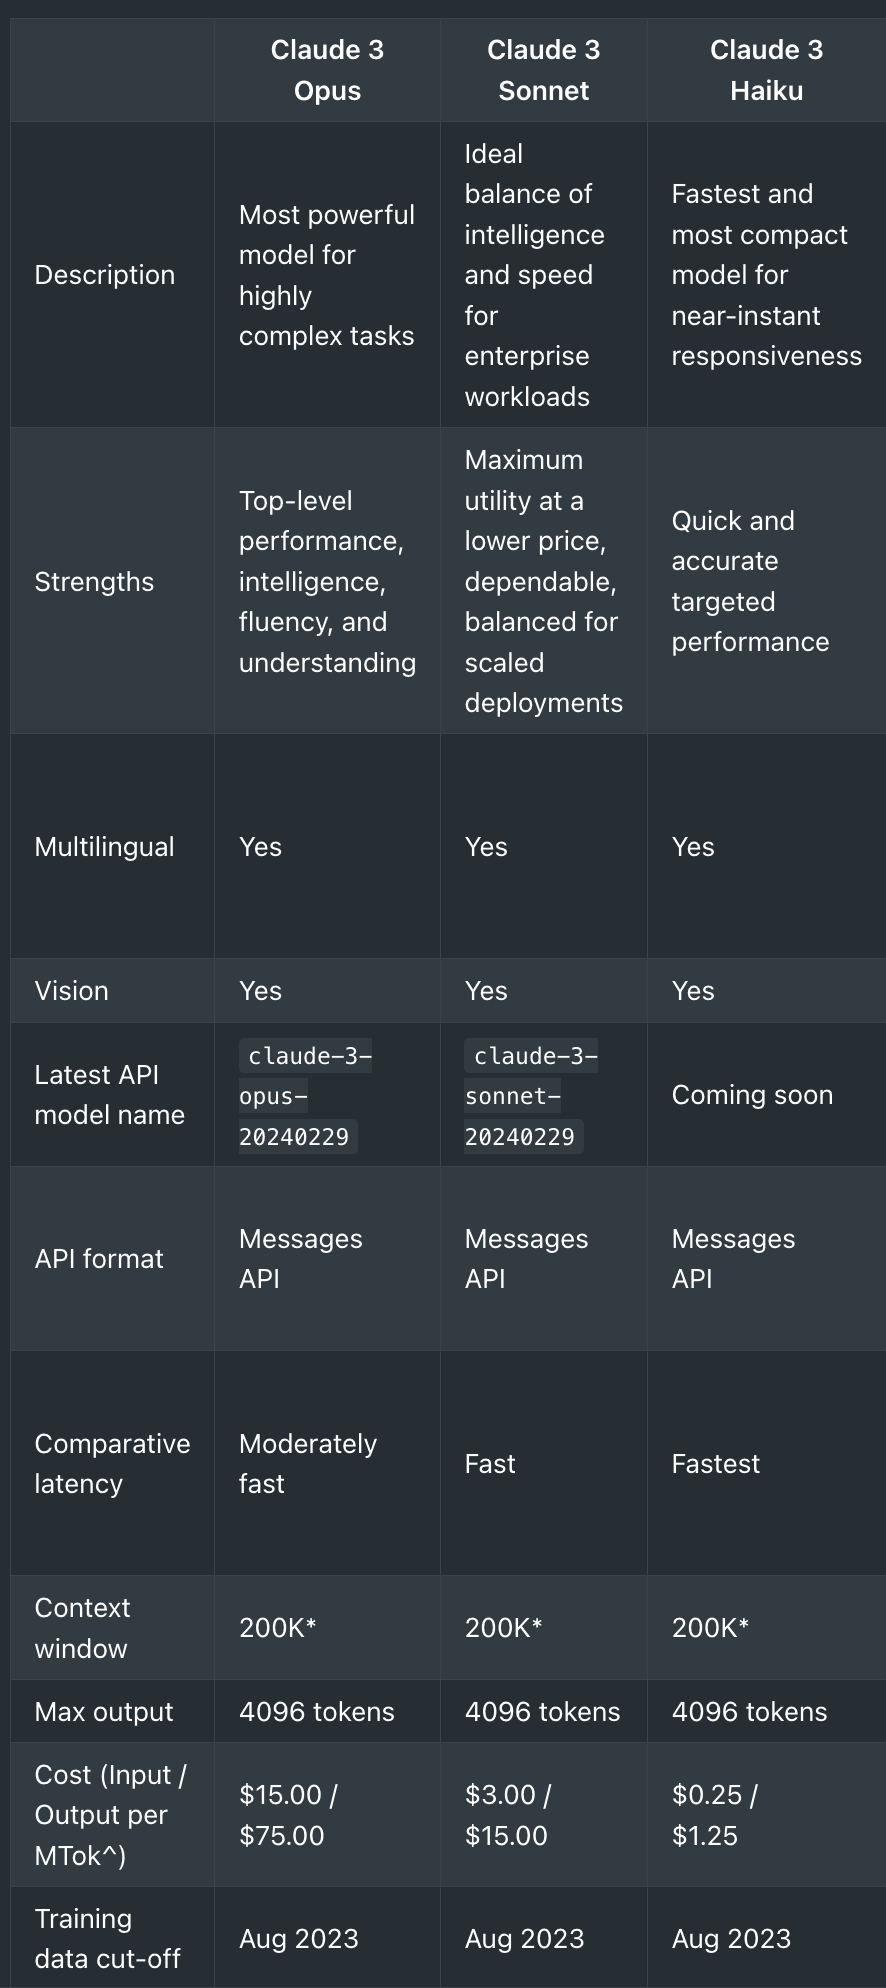 Claude 3
Opus
Claude 3
Sonnet
Claude 3
Haiku
Description
Most powerful
model for
highly
complex tasks
Ideal
balance of
intelligence
and speed
for
enterprise
workloads
Fastest and
most compact
model for
near-instant
responsiveness
Strengths
Top-level
performance,
intelligence,
fluency, and
understanding
Maximum
utility at a
lower price,
dependable,
balanced for
scaled
deployments
Quick and
accurate
targeted
performance
Multilingual
Yes
Yes
Yes
Vision
Yes
Yes
Yes
Latest API
model name
claude-3-
opus-
20240229
claude-3-
sonnet-
20240229
Coming soon
API format
Messages
API
Messages
API
Messages
API
Comparative
latency
Moderately
fast
Fast
Fastest
Context
window
200K*
200K*
200K*
Max output
4096 tokens
4096 tokens
4096 tokens
Cost (Input /
Output per
MTok^)
$15.00 /
$75.00
$3.00 /
$15.00
$0.25 /
$1.25
Training
data cut-off
Aug 2023
Aug 2023
Aug 2023